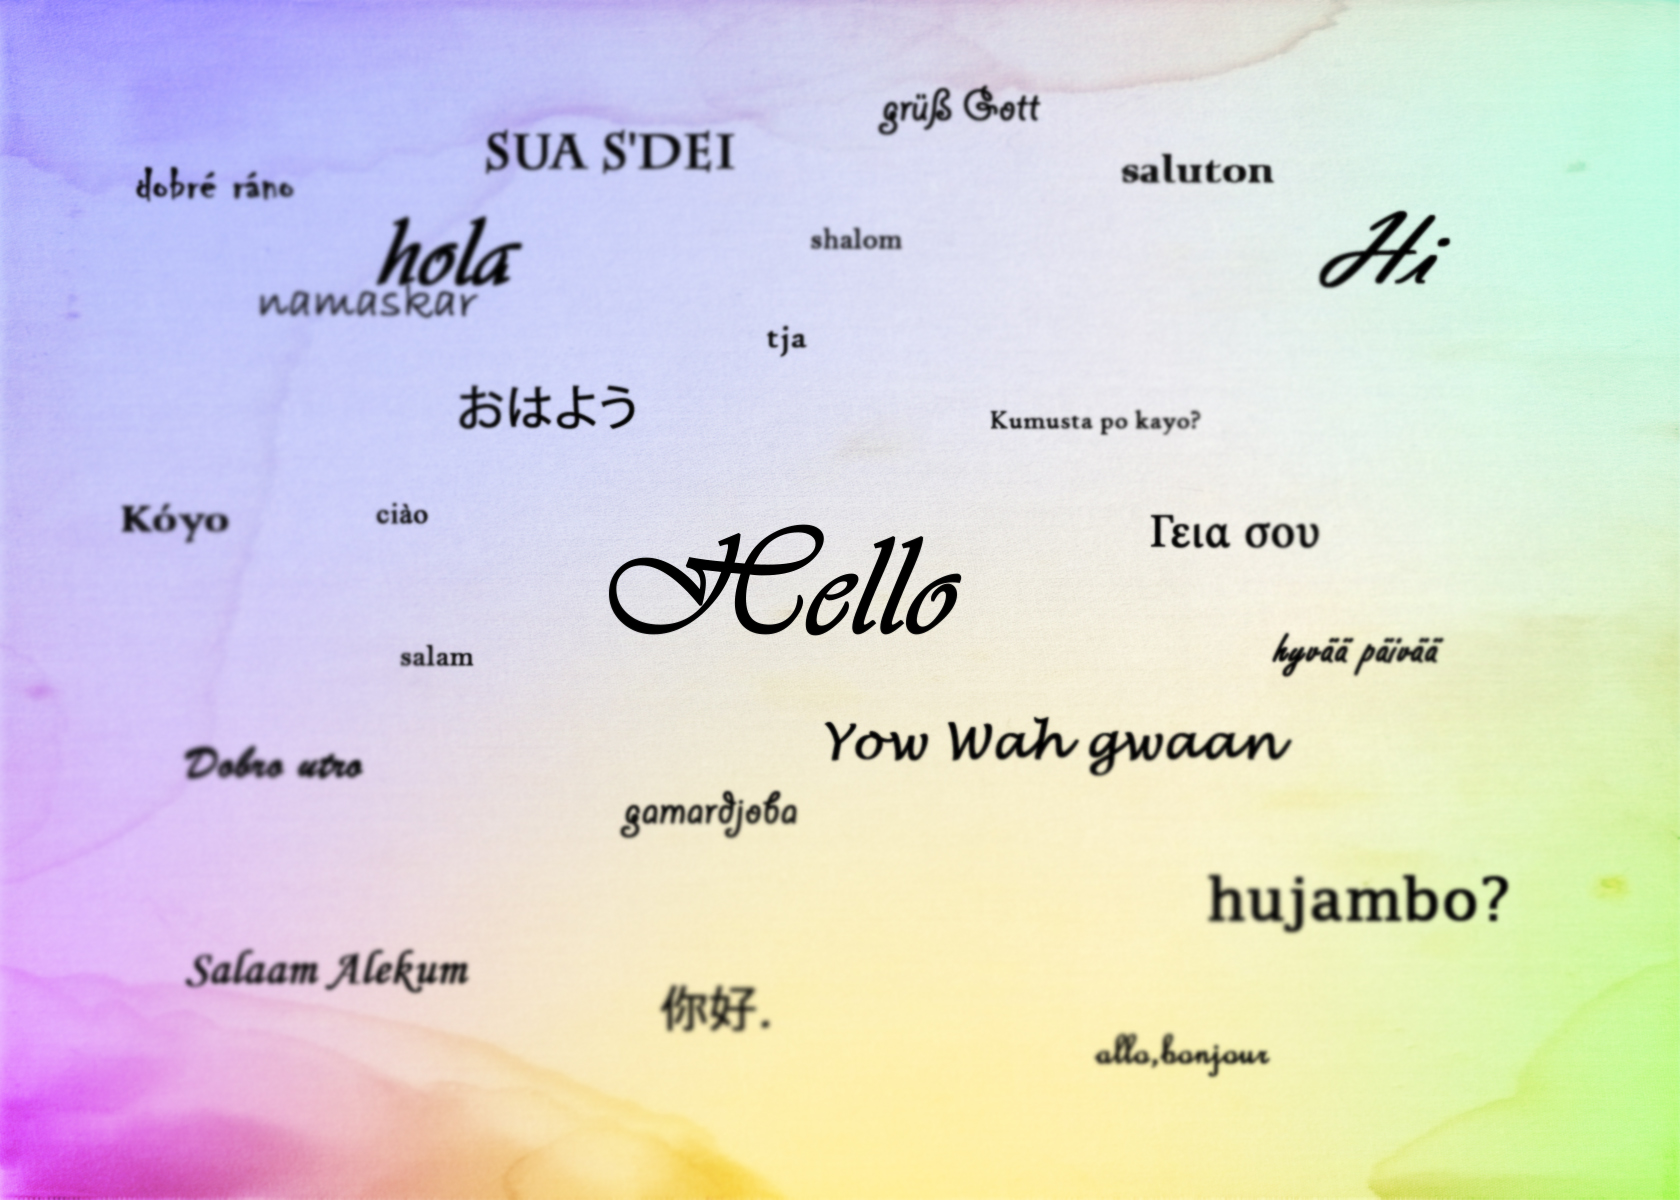 grüß Gott
SUA S'DEI
saluton
dobré ráno
shalom
hola
Hi
namaskar
tja
おはよう
Kumusta po kayo?
Kóyo
ciào
Γεια σου
Hello
salam
hyvää päivää
Yow Wah gwaan
Dobro utro
gamardjoba
hujambo?
Salaam Alekum
你好.
allo,bonjour